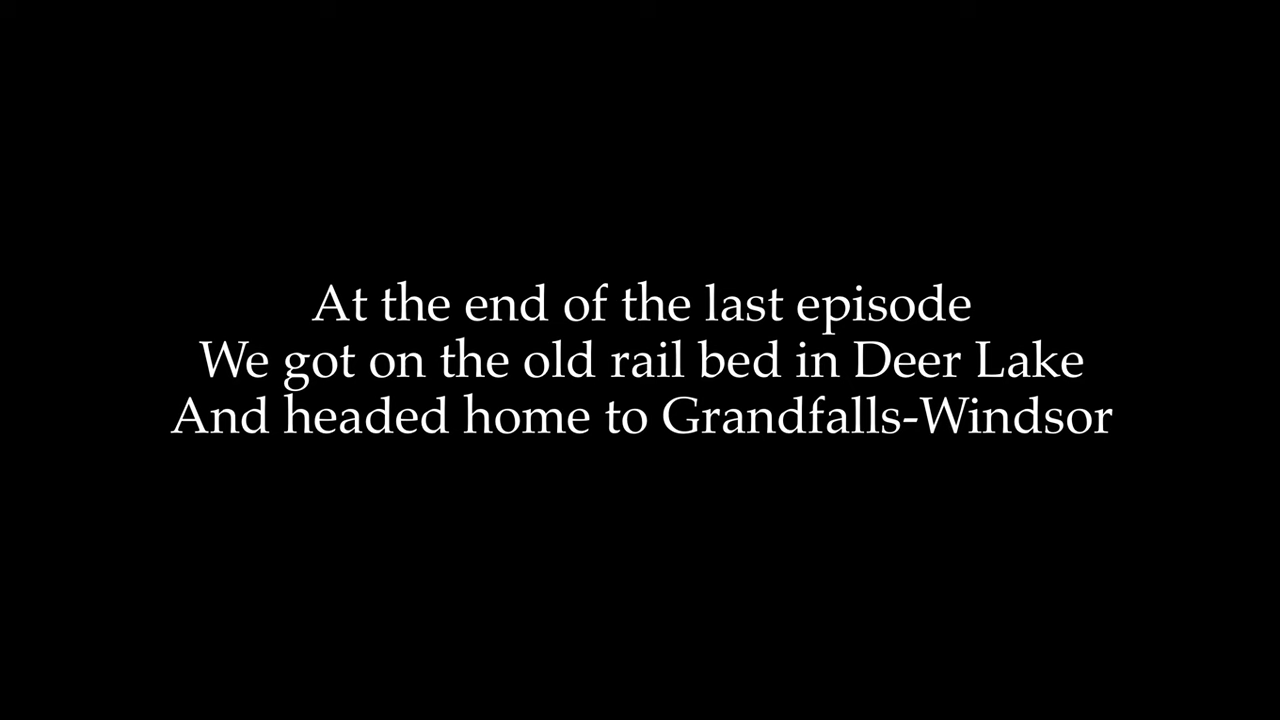 At the end of the last episode
We got on the old rail bed in Deer Lake
And headed home to Grandfalls-Windsor